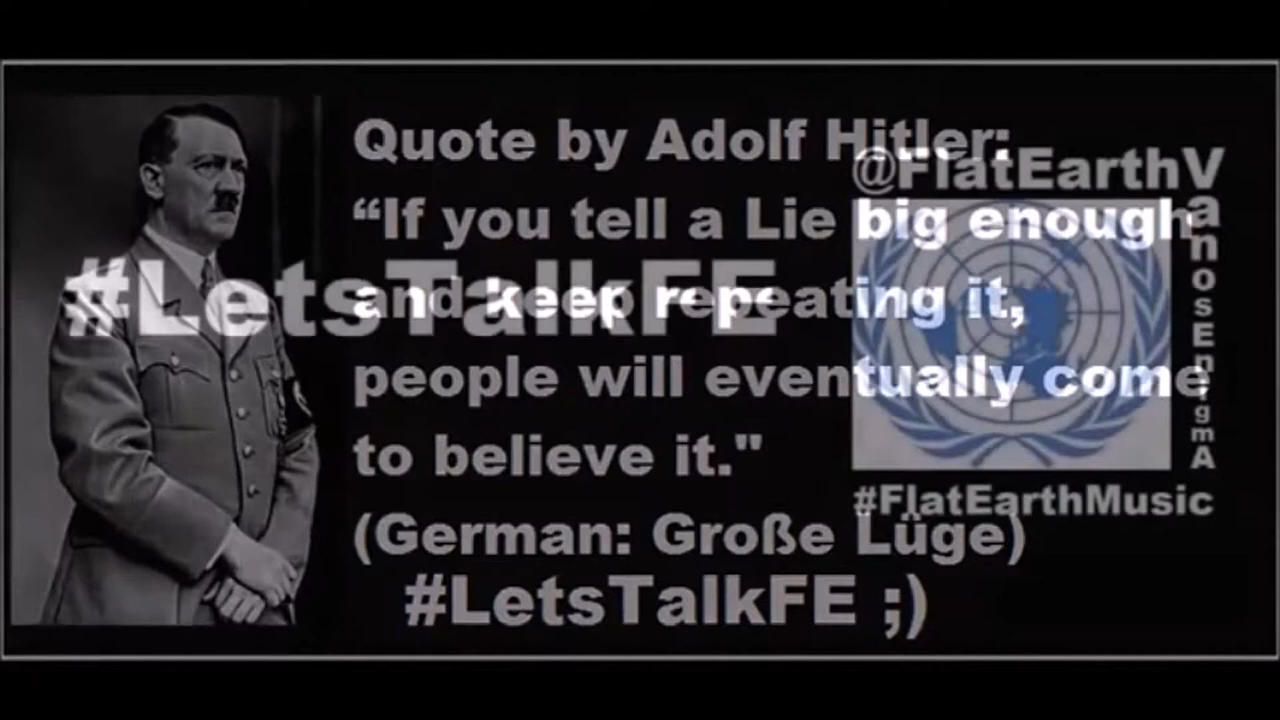 Quote by Adolf Hitler:
“If you tell a Lie big enough
and keep repeating it,
people will eventually come
to believe it."
(German: Große Lüge)
#LetsTalkFE ;)
#LetsTalkFE
@FlatEarthV
anosEnigmA
#FlatEarthMusic